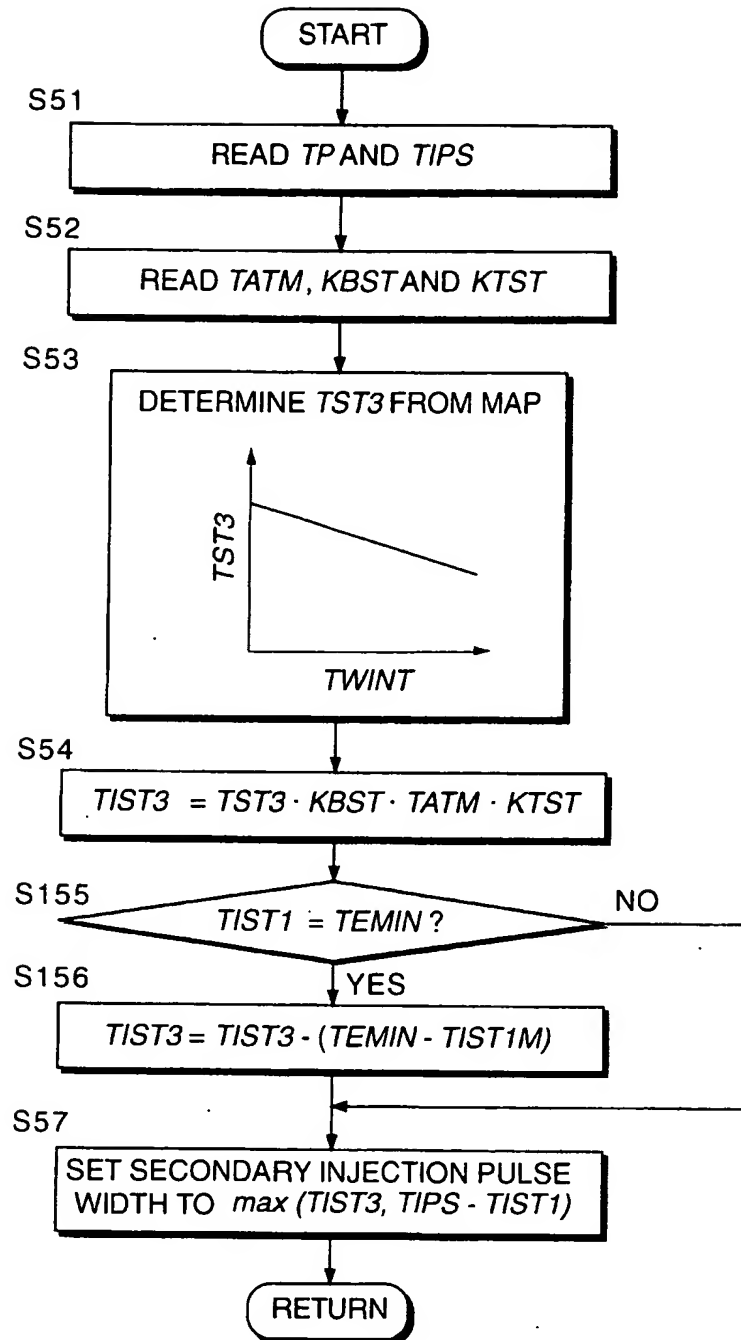 START
S51
READ TP AND TIPS
S52
READ TATM, KBST AND KTST
S53
DETERMINE TST3 FROM MAP
TST3
TWINT
S54
TIST3 = TST3 · KBST · TATM · KTST
S155
TIST1 = TEMIN ?
NO
YES
S156
TIST3 = TIST3 - (TEMIN - TIST1M)
S57
SET SECONDARY INJECTION PULSE
WIDTH TO max (TIST3, TIPS - TIST1)
RETURN